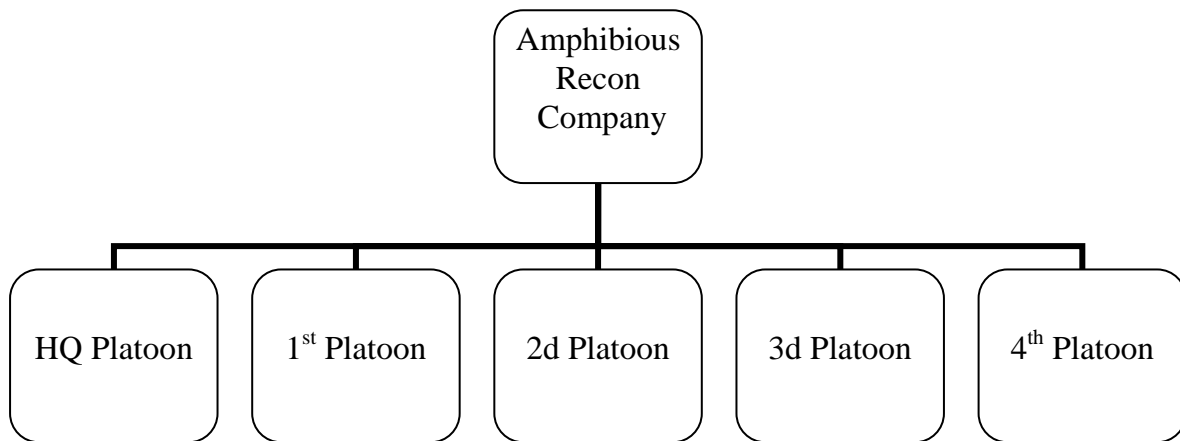 Amphibious
Recon
Company
HQ Platoon
1st Platoon
2d Platoon
3d Platoon
4th Platoon